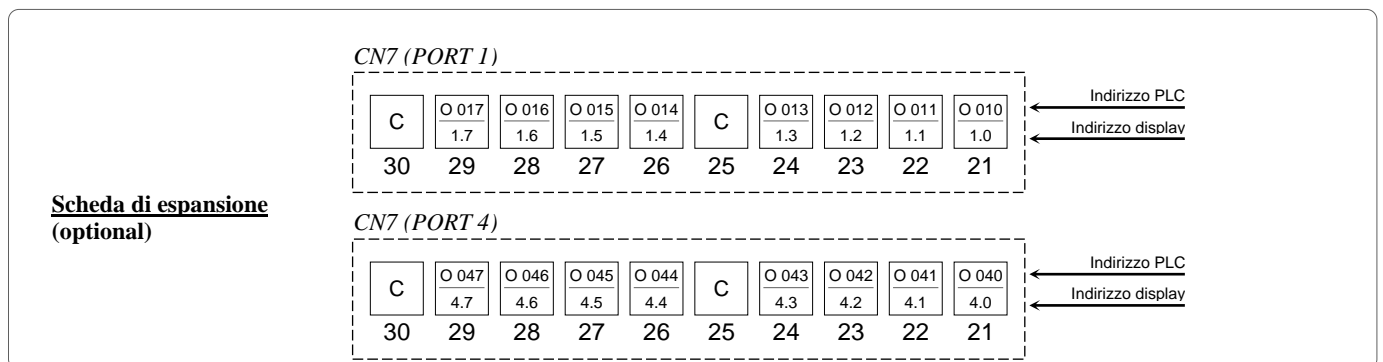 CN7 (PORT 1)
C O 017 O 016 O 015 O 014 C O 013 O 012 O 011 O 010 Indirizzo PLC
1.7 1.6 1.5 1.4 1.3 1.2 1.1 1.0 Indirizzo display
30 29 28 27 26 25 24 23 22 21
Scheda di espansione
(optional)
CN7 (PORT 4)
C O 047 O 046 O 045 O 044 C O 043 O 042 O 041 O 040 Indirizzo PLC
4.7 4.6 4.5 4.4 4.3 4.2 4.1 4.0 Indirizzo display
30 29 28 27 26 25 24 23 22 21